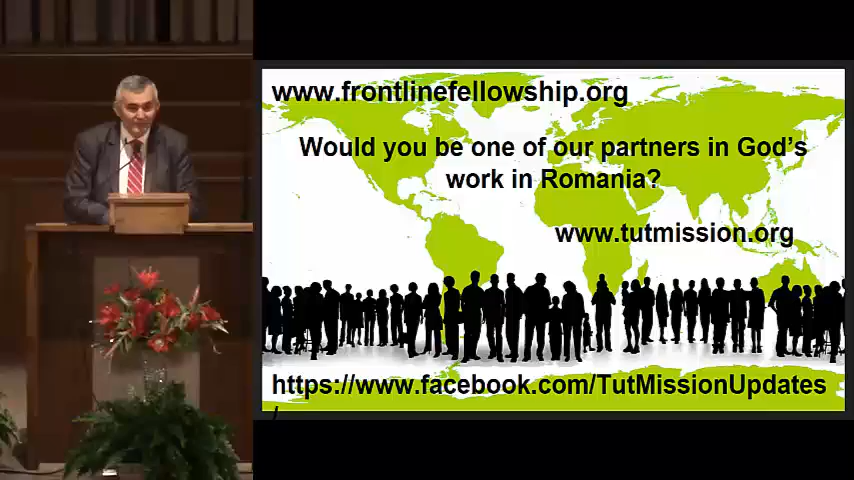 www.frontlinefellowship.org
Would you be one of our partners in God's
work in Romania?
www.tutmission.org
https://www.facebook.com/TutMissionUpdates
/